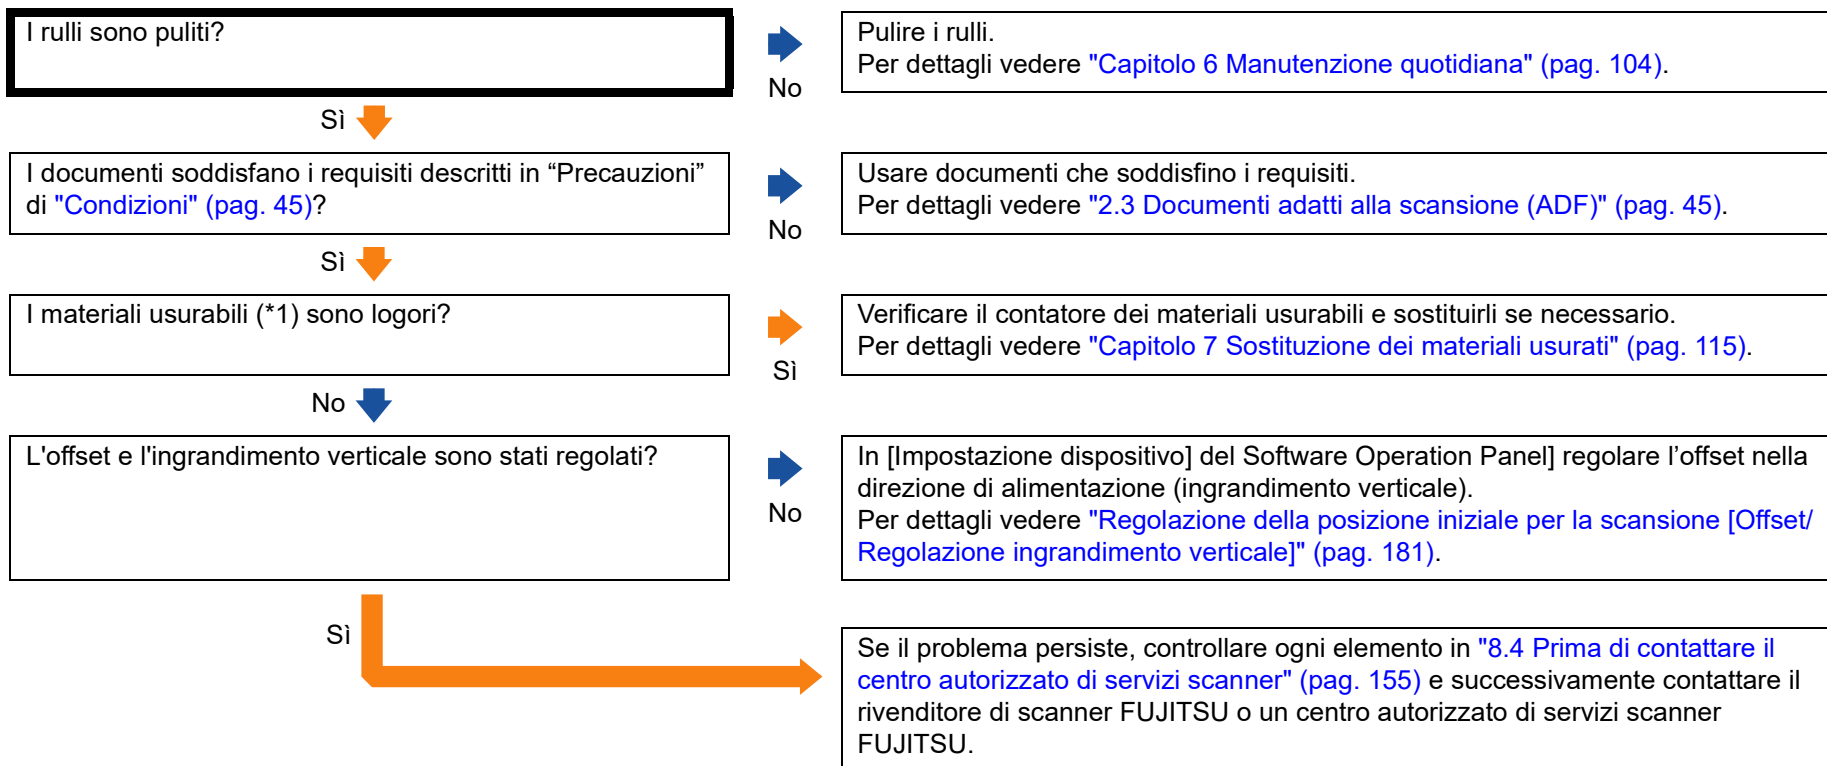 I rulli sono puliti?
No
Pulire i rulli.
Per dettagli vedere "Capitolo 6 Manutenzione quotidiana" (pag. 104).
Sì
I documenti soddisfano i requisiti descritti in “Precauzioni”
di "Condizioni" (pag. 45)?
No
Usare documenti che soddisfino i requisiti.
Per dettagli vedere "2.3 Documenti adatti alla scansione (ADF)" (pag. 45).
Sì
I materiali usurabili (*1) sono logori?
Sì
Verificare il contatore dei materiali usurabili e sostituirli se necessario.
Per dettagli vedere "Capitolo 7 Sostituzione dei materiali usurati" (pag. 115).
No
L'offset e l'ingrandimento verticale sono stati regolati?
No
In [Impostazione dispositivo] del Software Operation Panel] regolare l’offset nella
direzione di alimentazione (ingrandimento verticale).
Per dettagli vedere "Regolazione della posizione iniziale per la scansione [Offset/
Regolazione ingrandimento verticale]" (pag. 181).
Sì
Se il problema persiste, controllare ogni elemento in "8.4 Prima di contattare il
centro autorizzato di servizi scanner" (pag. 155) e successivamente contattare il
rivenditore di scanner FUJITSU o un centro autorizzato di servizi scanner
FUJITSU.